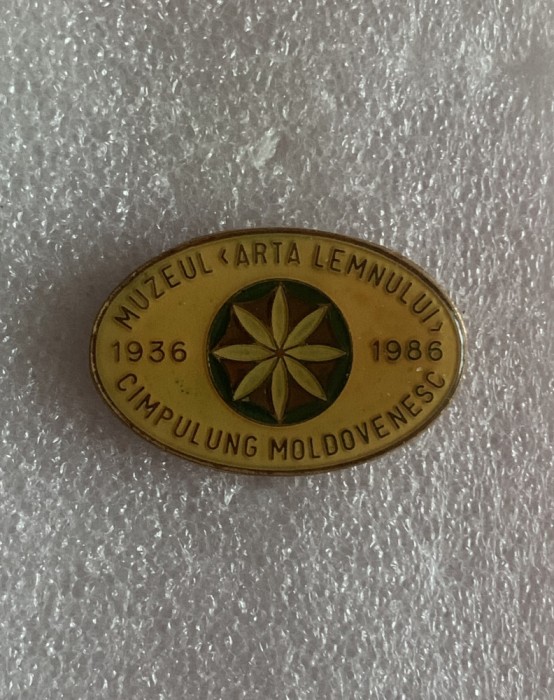 MUZEUL ‹ARTA LEMNULUI›
1936 1986
CIMPULUNG MOLDOVENESC